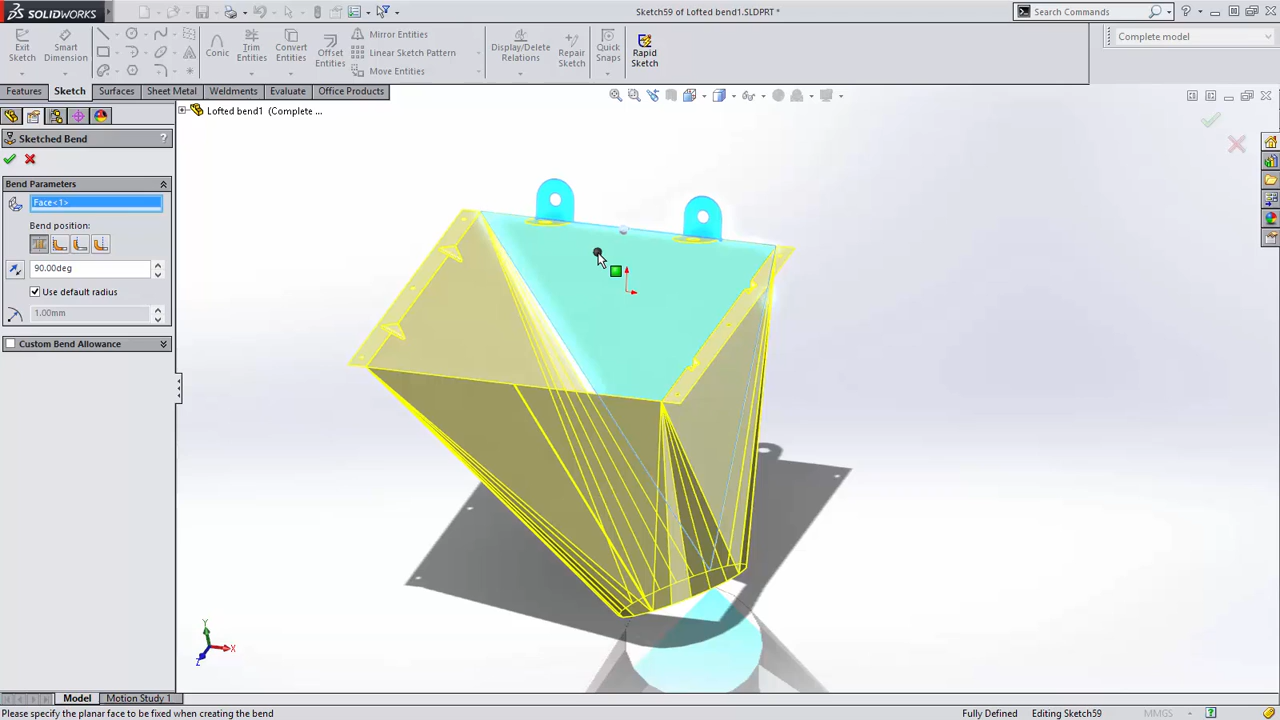 SOLIDWORKS
Sketch59 of Lofted bend1.SLDPRT *
Search Commands
Exit Sketch
Smart Dimension
Conic
Trim Entities
Convert Entities
Offset Entities
Mirror Entities
Linear Sketch Pattern
Move Entities
Display/Delete Relations
Repair Sketch
Quick Snaps
Rapid Sketch
Complete model
Features
Sketch
Surfaces
Sheet Metal
Weldments
Evaluate
Office Products
Lofted bend1 (Complete ...
Sketched Bend
?
Bend Parameters
Face<1>
Bend position:
90.00deg
Use default radius
1.00mm
Custom Bend Allowance
Y
X
Z
Model
Motion Study 1
Please specify the planar face to be fixed when creating the bend
Fully Defined
Editing Sketch59
MMGS